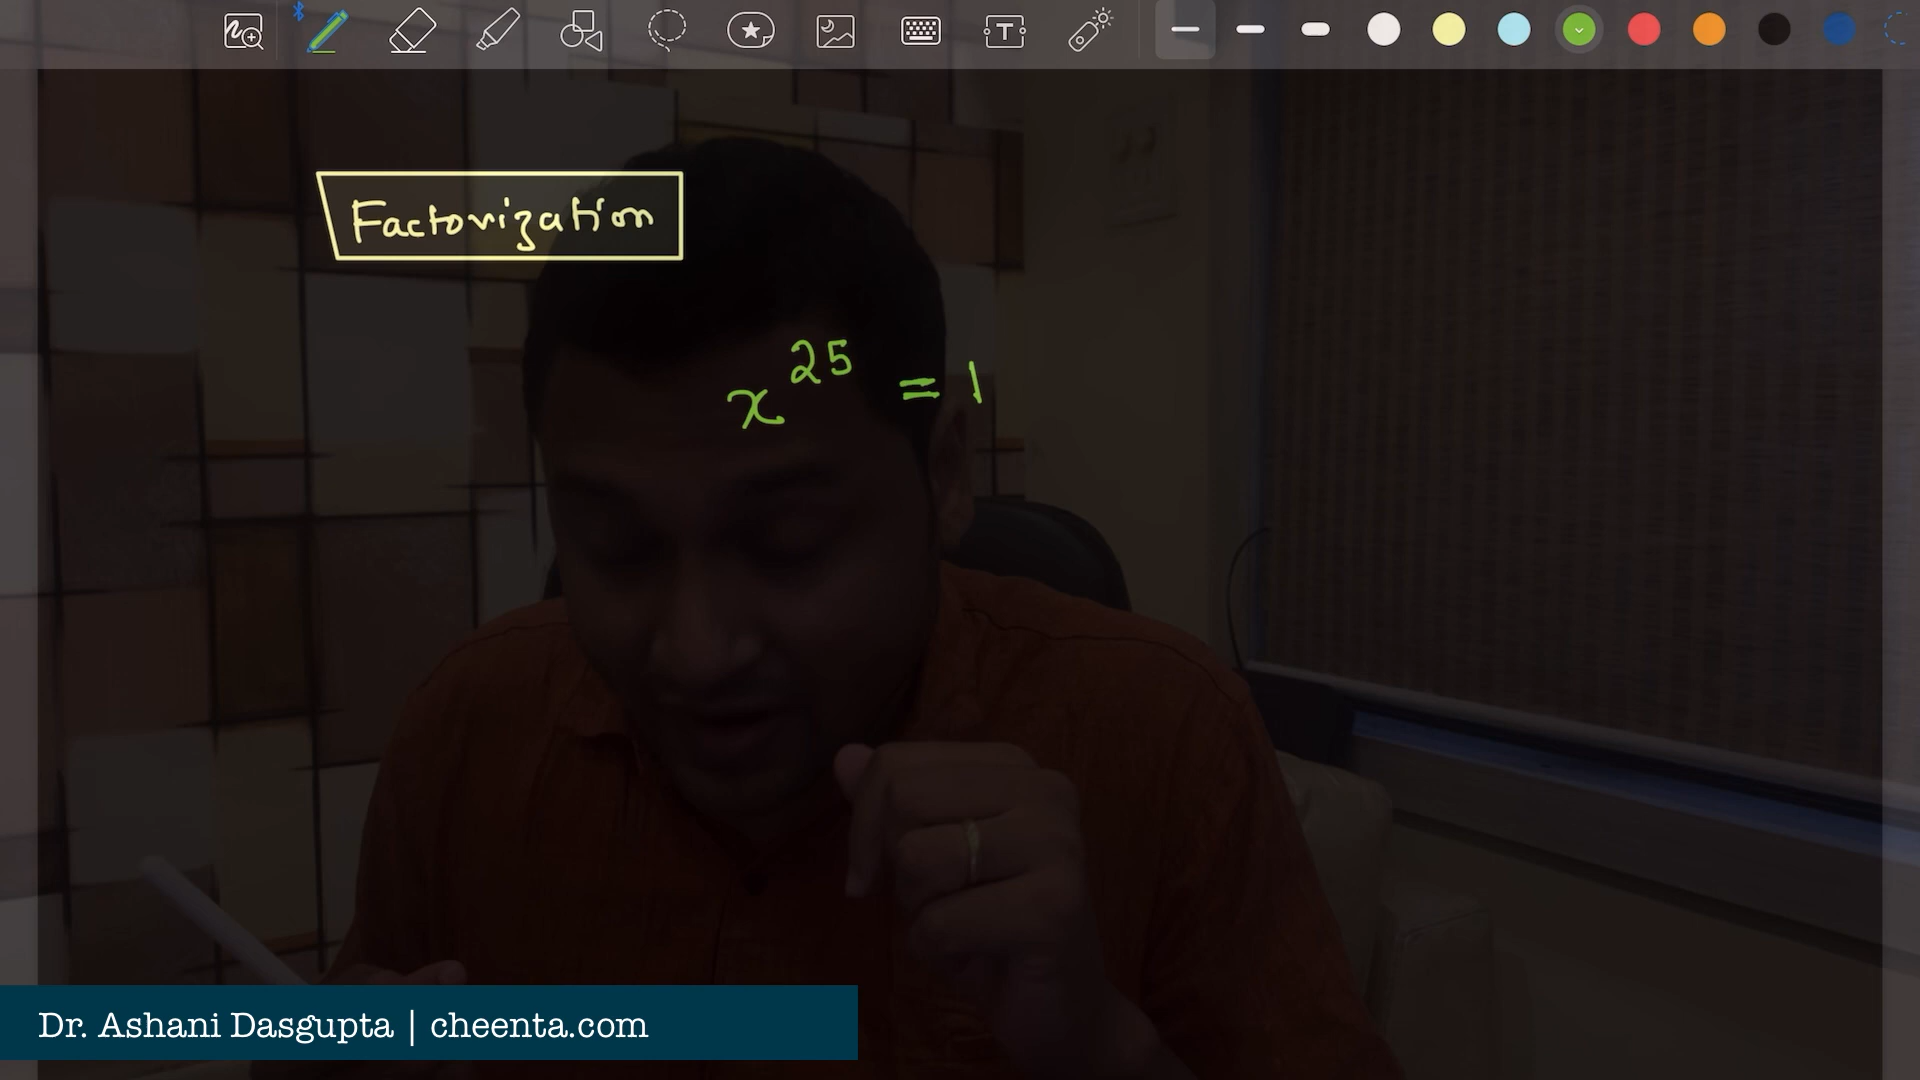 Factorization
x^25 = 1
Dr. Ashani Dasgupta | cheenta.com